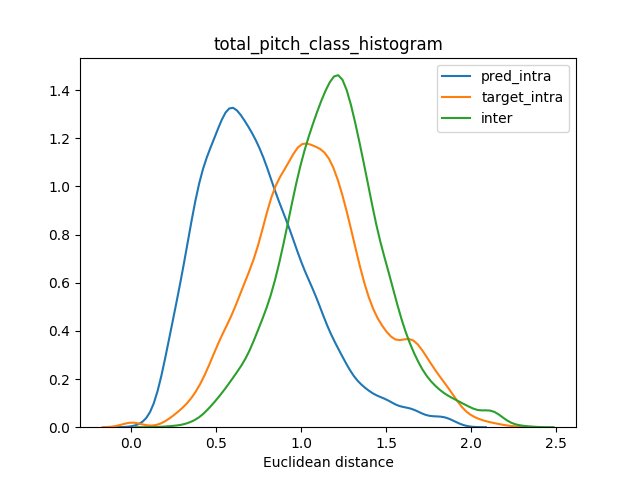 total_pitch_class_histogram
pred_intra
target_intra
inter
1.4
1.2
1.0
0.8
0.6
0.4
0.2
0.0
0.0 0.5 1.0 1.5 2.0 2.5
Euclidean distance